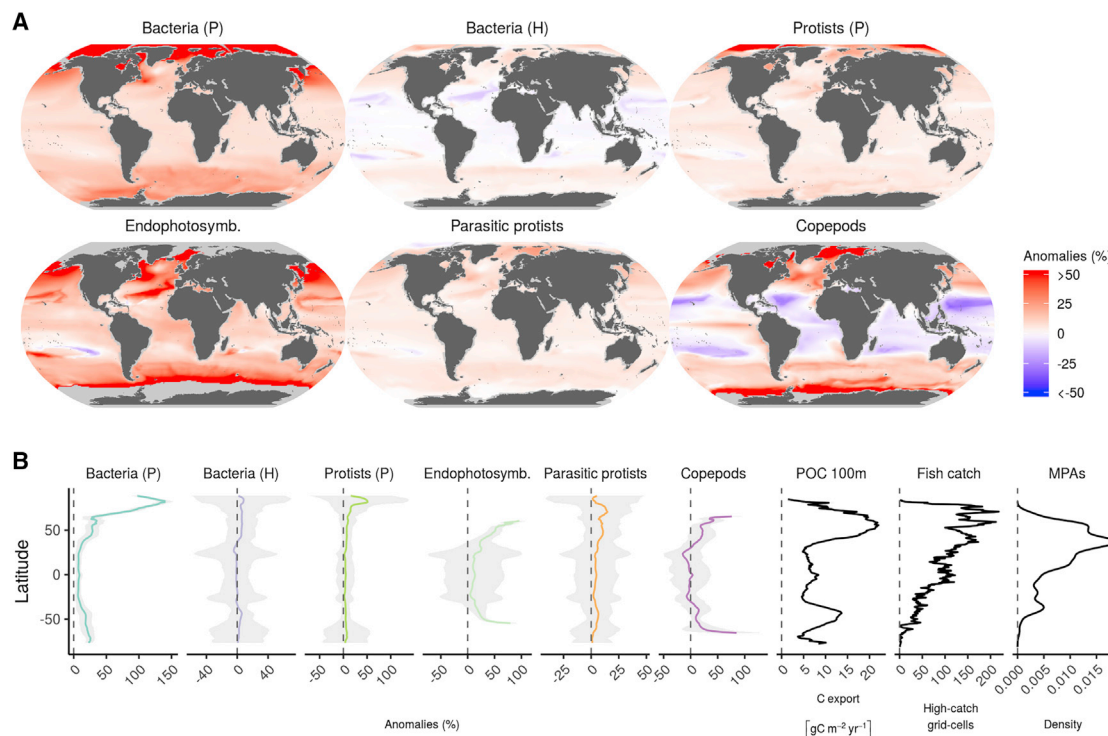 A
Bacteria (P)
Bacteria (H)
Protists (P)
Endophotosymb.
Parasitic protists
Copepods
Anomalies (%)
>50
25
0
-25
<-50
B
Bacteria (P)
Bacteria (H)
Protists (P)
Endophotosymb.
Parasitic protists
Copepods
POC 100m
Fish catch
MPAs
Latitude
50
0
-50
0 50 100 150
-40 0 40
-50 0 50
-50 0 50 100
-25 0 25 50
-50 0 50 100
0 5 10 15 20
0 50 100 150 200
0.000 0.005 0.010 0.015
Anomalies (%)
C export
[gC m⁻² yr⁻¹]
High-catch
grid-cells
Density